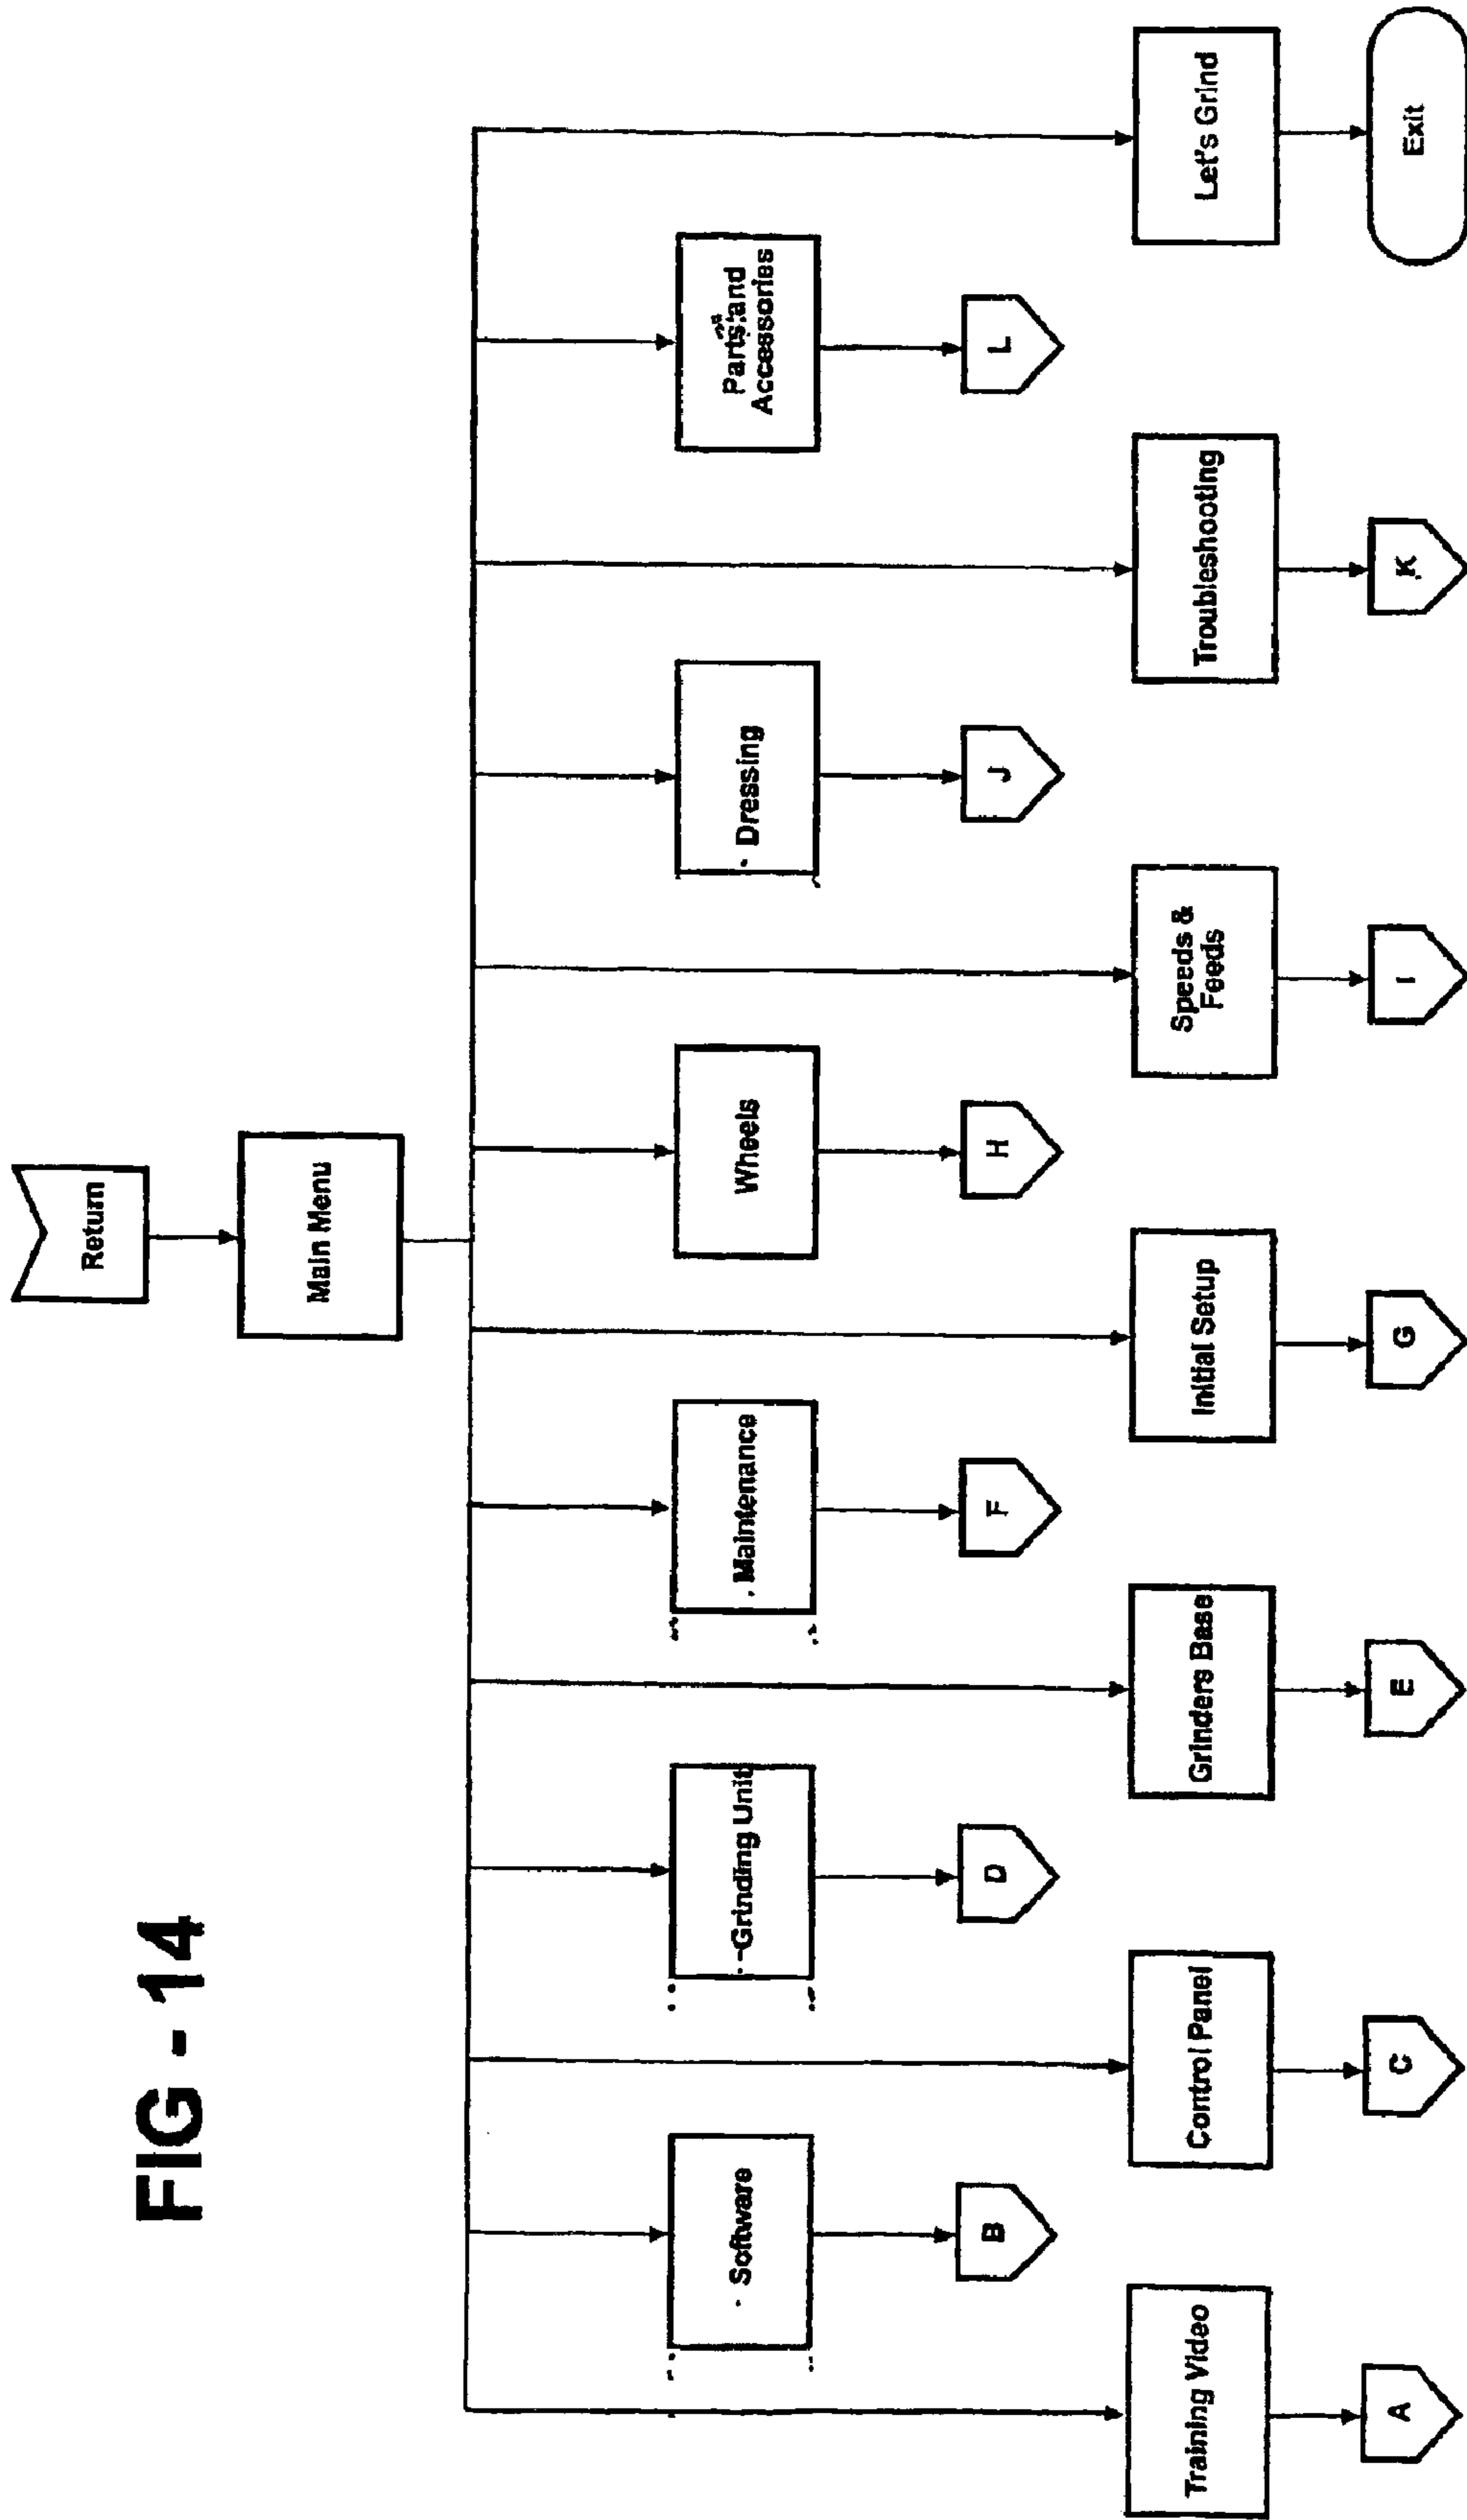 FIG - 14
Return
Main Menu
Software
Grinding Unit
Maintenance
Wheels
Dressing
Parts and
Accessories
B
D
F
H
J
L
Training Video
Control Panel
Grinders Base
Initial Setup
Speeds &
Feeds
Troubleshooting
Let's Grind
A
C
E
G
I
K
Exit